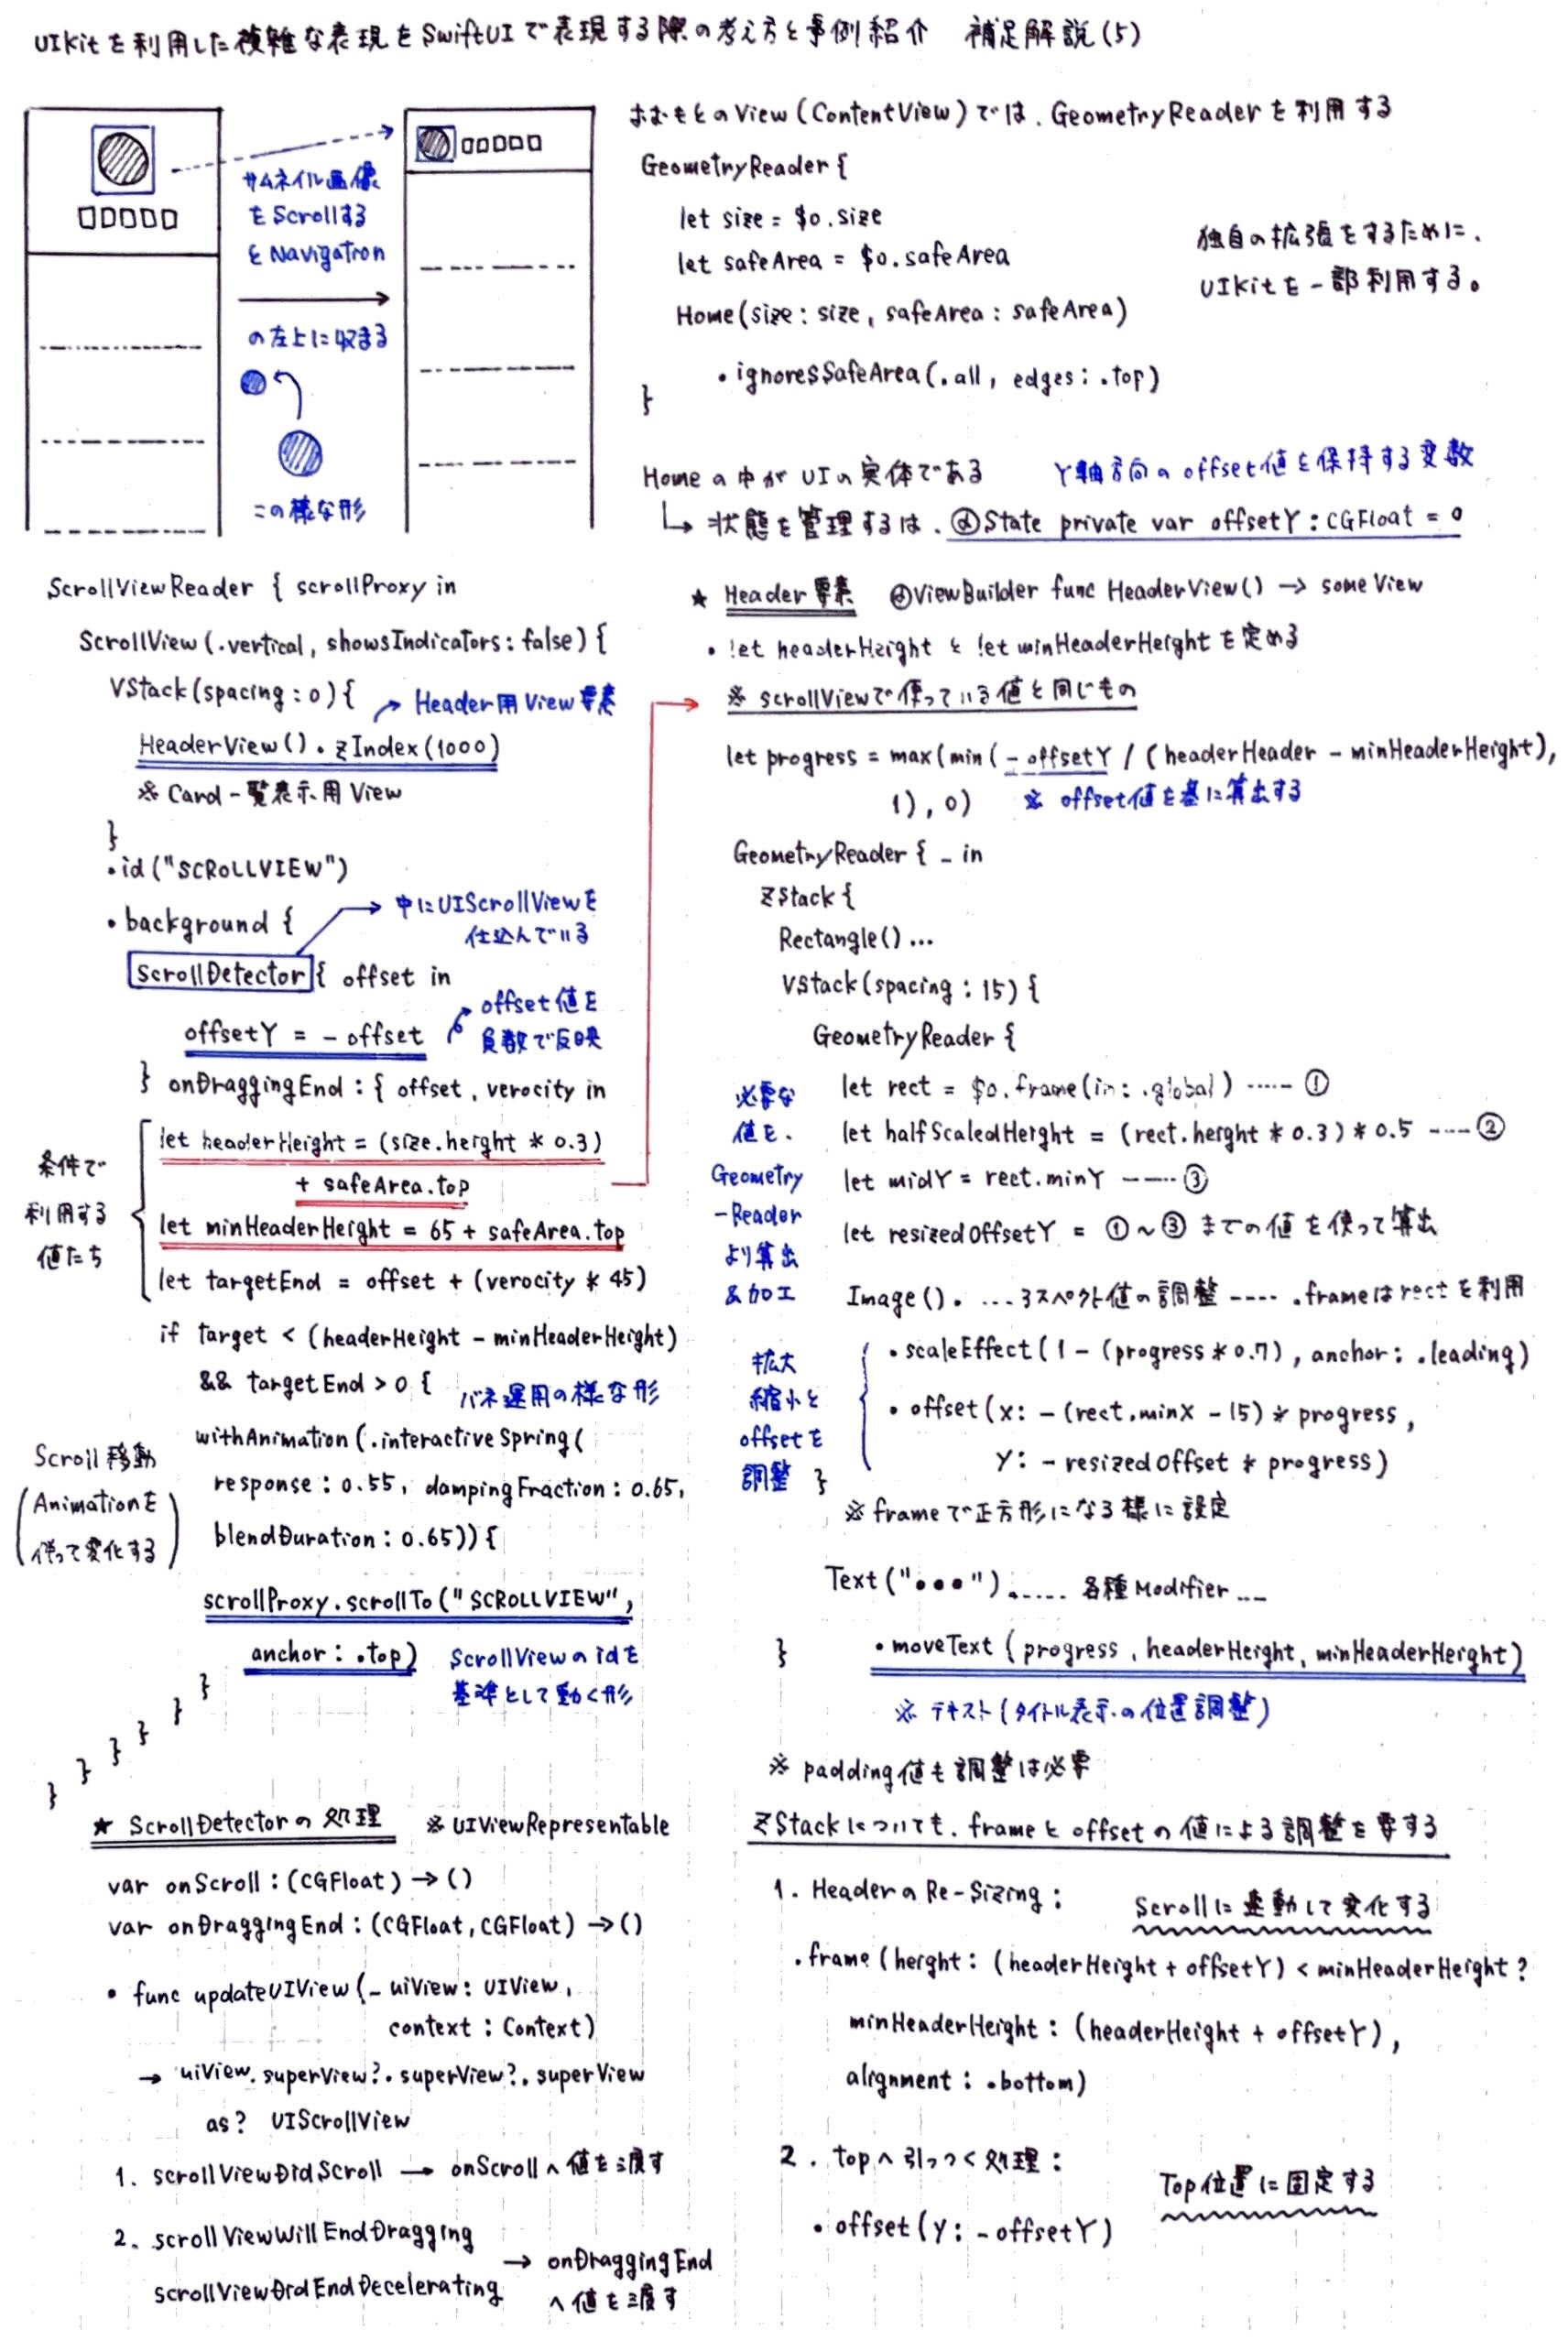 UIKitを利用した複雑な表現をSwiftUIで表現する際の考え方と事例紹介 補足解説(5)
サムネイル画像
をScrollする
とNavigation
の左上に収まる
この様な形
おおもとのView(ContentView)では、GeometryReaderを利用する
GeometryReader {
let size = $0.size
let safeArea = $0.safeArea
Home(size: size, safeArea: safeArea)
.ignoresSafeArea(.all, edges: .top)
}
独自の拡張をするために、
UIKitを一部利用する。
Homeの中がUIの実体である
Y軸方向のoffset値を保持する変数
↳ 状態を管理するは、@State private var offsetY: CGFloat = 0
ScrollViewReader { scrollProxy in
ScrollView(.vertical, showsIndicators: false) {
VStack(spacing: 0) {
Header用View要素
HeaderView().zIndex(1000)
※ Card一覧表示用View
}
.id("SCROLLVIEW")
.background {
中にUIScrollViewを
仕込んでいる
ScrollDetector { offset in
offsetY = - offset
offset値を
負数で反映
} onDraggingEnd: { offset, verocity in
条件で
利用する
値たち
let headerHeight = (size.height * 0.3)
+ safeArea.top
let minHeaderHeight = 65 + safeArea.top
let targetEnd = offset + (verocity * 45)
if target < (headerHeight - minHeaderHeight)
&& targetEnd > 0 {
バネ運用の様な形
Scroll移動
(Animationを
使って変化する)
withAnimation(.interactiveSpring(
response: 0.55, dampingFraction: 0.65,
blendDuration: 0.65)) {
scrollProxy.scrollTo("SCROLLVIEW",
anchor: .top)
ScrollViewのidを
基準として動く形
}
}
}
}
}
}
★ ScrollDetectorの処理 ※ UIViewRepresentable
var onScroll: (CGFloat) → ()
var onDraggingEnd: (CGFloat, CGFloat) → ()
・ func updateUIView(_ uiView: UIView,
context: Context)
→ uiView.superView?.superView?.superView
as? UIScrollView
1. scrollViewDidScroll → onScrollへ値を渡す
2. scrollViewWillEndDragging
scrollViewDidEndDecelerating
→ onDraggingEnd
へ値を渡す
★ Header要素 @ViewBuilder func HeaderView() → some View
・ let headerHeight と let minHeaderHeightを定める
※ scrollViewで使っている値と同じもの
let progress = max(min(- offsetY / (headerHeader - minHeaderHeight),
1), 0)
※ offset値を基に算出する
GeometryReader { _ in
ZStack {
Rectangle()...
VStack(spacing: 15) {
GeometryReader {
必要な
値を、
Geometry
-Reader
より算出
&加工
let rect = $0.frame(in: .global) ----- ①
let halfScaledHeight = (rect.height * 0.3) * 0.5 ---- ②
let midY = rect.minY ----- ③
let resizedOffsetY = ①~③までの値を使って算出
Image(). ....アスペクト値の調整 ---- .frameはrectを利用
拡大
縮小と
offsetを
調整
.scaleEffect(1 - (progress * 0.7), anchor: .leading)
.offset(x: - (rect.minX - 15) * progress,
Y: - resizedOffset * progress)
}
※ frameで正方形になる様に設定
Text("●●●")...... 各種Modifier ---
}
.moveText(progress, headerHeight, minHeaderHeight)
※ テキスト(タイトル表示の位置調整)
※ padding値も調整は必要
ZStackについても、frameとoffsetの値による調整を要する
1. HeaderのRe-Sizing:
Scrollに連動して変化する
.frame(height: (headerHeight + offsetY) < minHeaderHeight ?
minHeaderHeight: (headerHeight + offsetY),
alignment: .bottom)
2. topへ引っつく処理:
Top位置に固定する
.offset(y: - offsetY)